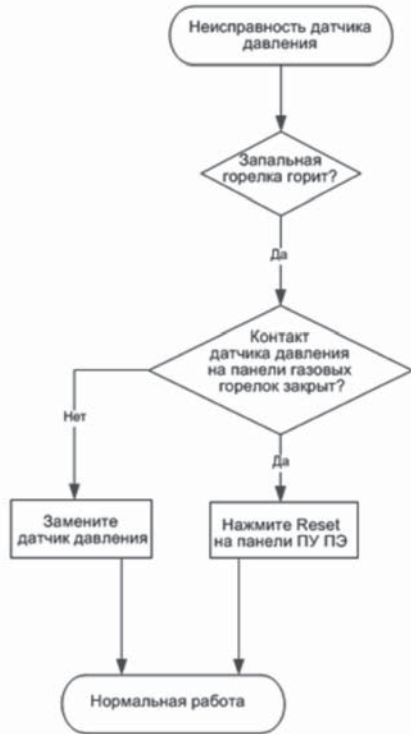 Неисправность датчика
давления
Запальная
горелка горит?
Да
Контакт
датчика давления
на панели газовых
горелок закрыт?
Нет
Да
Замените
датчик давления
Нажмите Reset
на панели ПУ ПЭ
Нормальная работа